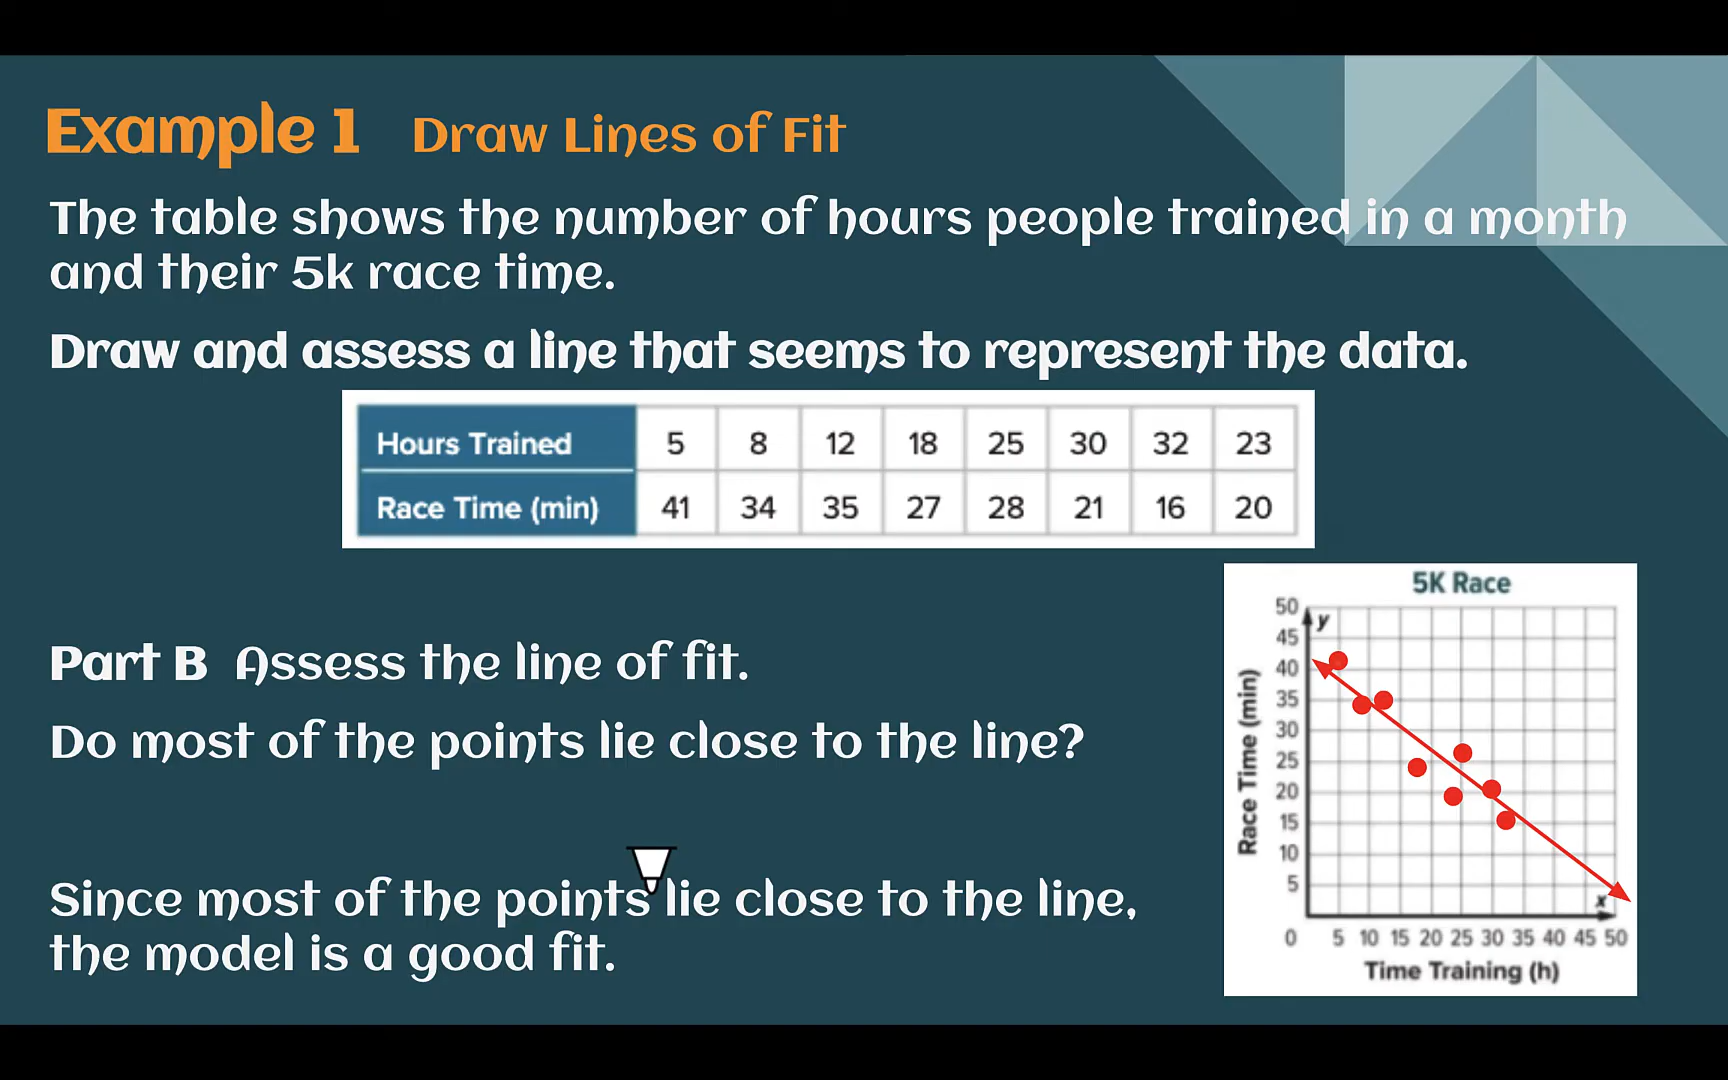 Example 1 Draw Lines of Fit
The table shows the number of hours people trained in a month
and their 5k race time.
Draw and assess a line that seems to represent the data.
Hours Trained 5 8 12 18 25 30 32 23
Race Time (min) 41 34 35 27 28 21 16 20
Part B Assess the line of fit.
Do most of the points lie close to the line?
Since most of the points lie close to the line,
the model is a good fit.
5K Race
50
y
45
40
35
30
25
20
15
10
5
x
0 5 10 15 20 25 30 35 40 45 50
Race Time (min)
Time Training (h)